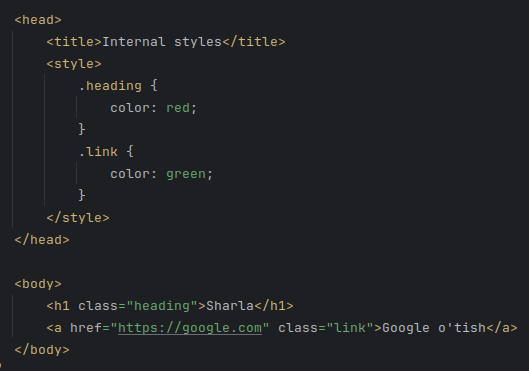 <head>
    <title>Internal styles</title>
    <style>
        .heading {
            color: red;
        }
        .link {
            color: green;
        }
    </style>
</head>

<body>
    <h1 class="heading">Sharla</h1>
    <a href="https://google.com" class="link">Google o'tish</a>
</body>